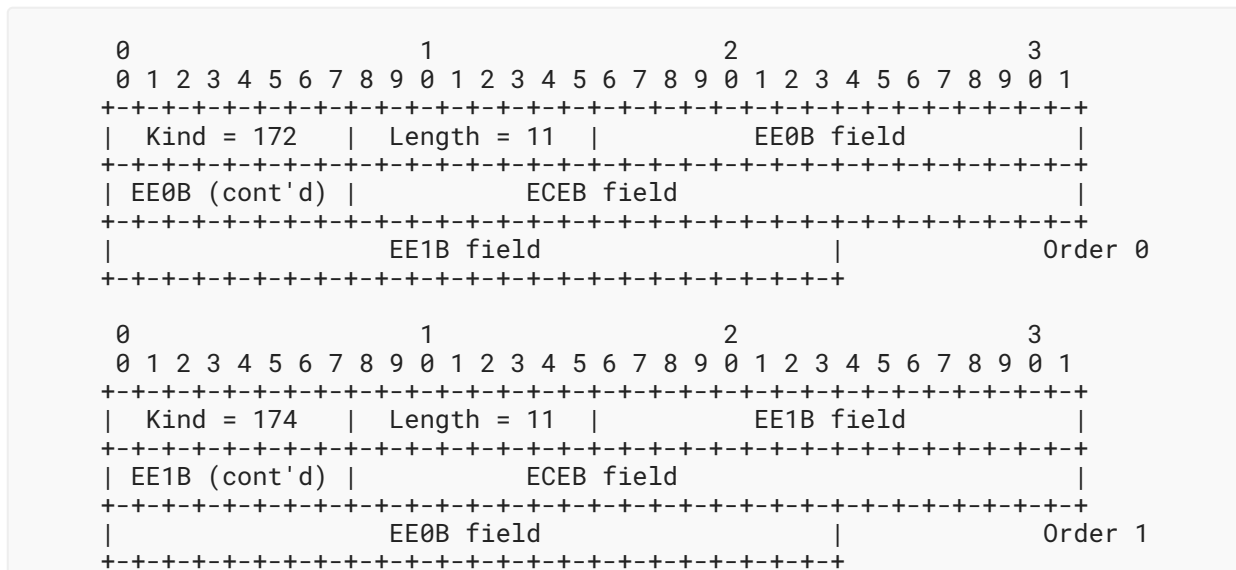 0                   1                   2                   3
 0 1 2 3 4 5 6 7 8 9 0 1 2 3 4 5 6 7 8 9 0 1 2 3 4 5 6 7 8 9 0 1
+-+-+-+-+-+-+-+-+-+-+-+-+-+-+-+-+-+-+-+-+-+-+-+-+-+-+-+-+-+-+-+-+
|  Kind = 172   |  Length = 11  |          EE0B field           |
+-+-+-+-+-+-+-+-+-+-+-+-+-+-+-+-+-+-+-+-+-+-+-+-+-+-+-+-+-+-+-+-+
| EE0B (cont'd) |           ECEB field                          |
+-+-+-+-+-+-+-+-+-+-+-+-+-+-+-+-+-+-+-+-+-+-+-+-+-+-+-+-+-+-+-+-+
|                  EE1B field                   |             Order 0
+-+-+-+-+-+-+-+-+-+-+-+-+-+-+-+-+-+-+-+-+-+-+-+-+
 0                   1                   2                   3
 0 1 2 3 4 5 6 7 8 9 0 1 2 3 4 5 6 7 8 9 0 1 2 3 4 5 6 7 8 9 0 1
+-+-+-+-+-+-+-+-+-+-+-+-+-+-+-+-+-+-+-+-+-+-+-+-+-+-+-+-+-+-+-+-+
|  Kind = 174   |  Length = 11  |          EE1B field           |
+-+-+-+-+-+-+-+-+-+-+-+-+-+-+-+-+-+-+-+-+-+-+-+-+-+-+-+-+-+-+-+-+
| EE1B (cont'd) |           ECEB field                          |
+-+-+-+-+-+-+-+-+-+-+-+-+-+-+-+-+-+-+-+-+-+-+-+-+-+-+-+-+-+-+-+-+
|                  EE0B field                   |             Order 1
+-+-+-+-+-+-+-+-+-+-+-+-+-+-+-+-+-+-+-+-+-+-+-+-+